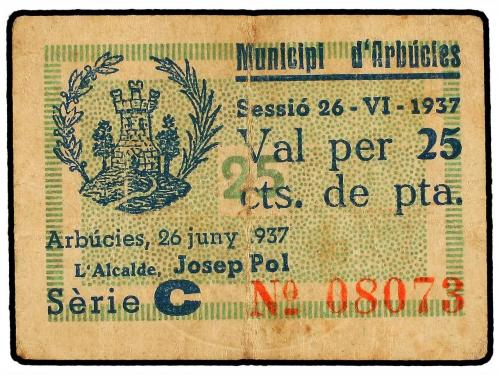 Municipi d'Arbúcies
Sessió 26 - VI - 1937
Val per 25
cts. de pta.
25
Arbúcies, 26 juny 1937
L'Alcalde, Josep Pol
Sèrie C Nº 08073